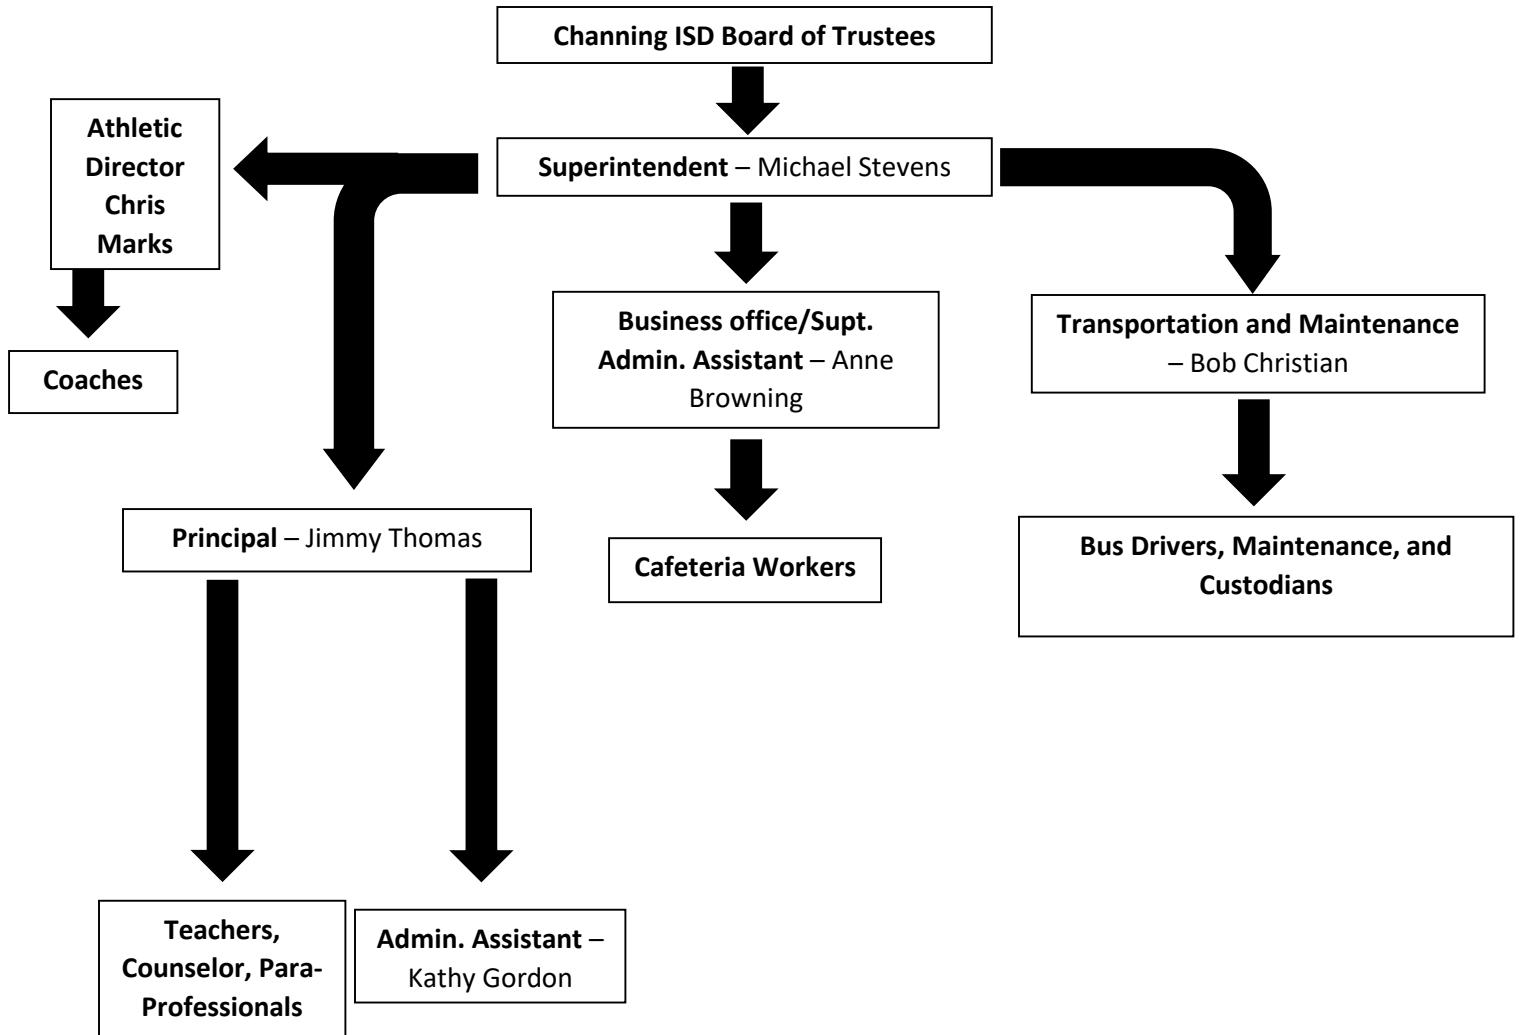 Channing ISD Board of Trustees
Athletic
Director
Chris
Marks
Superintendent – Michael Stevens
Coaches
Business office/Supt.
Admin. Assistant – Anne
Browning
Transportation and Maintenance
– Bob Christian
Principal – Jimmy Thomas
Cafeteria Workers
Bus Drivers, Maintenance, and
Custodians
Teachers,
Counselor, Para-
Professionals
Admin. Assistant –
Kathy Gordon